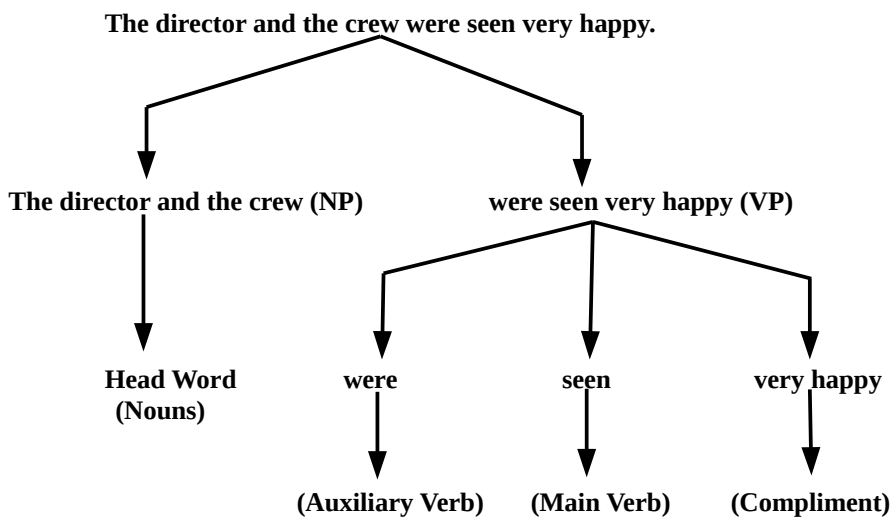 The director and the crew were seen very happy.
The director and the crew (NP)
were seen very happy (VP)
Head Word
(Nouns)
were
seen
very happy
(Auxiliary Verb)
(Main Verb)
(Compliment)